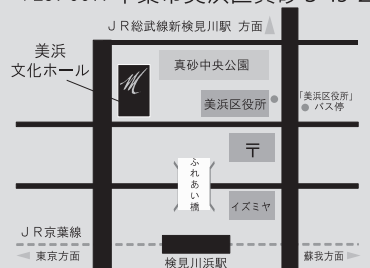 JR総武線新検見川駅 方面
美浜
文化ホール
真砂中央公園
美浜区役所
「美浜区役所」
バス停
〒
ふれあい橋
イズミヤ
JR京葉線
東京方面
検見川浜駅
蘇我方面